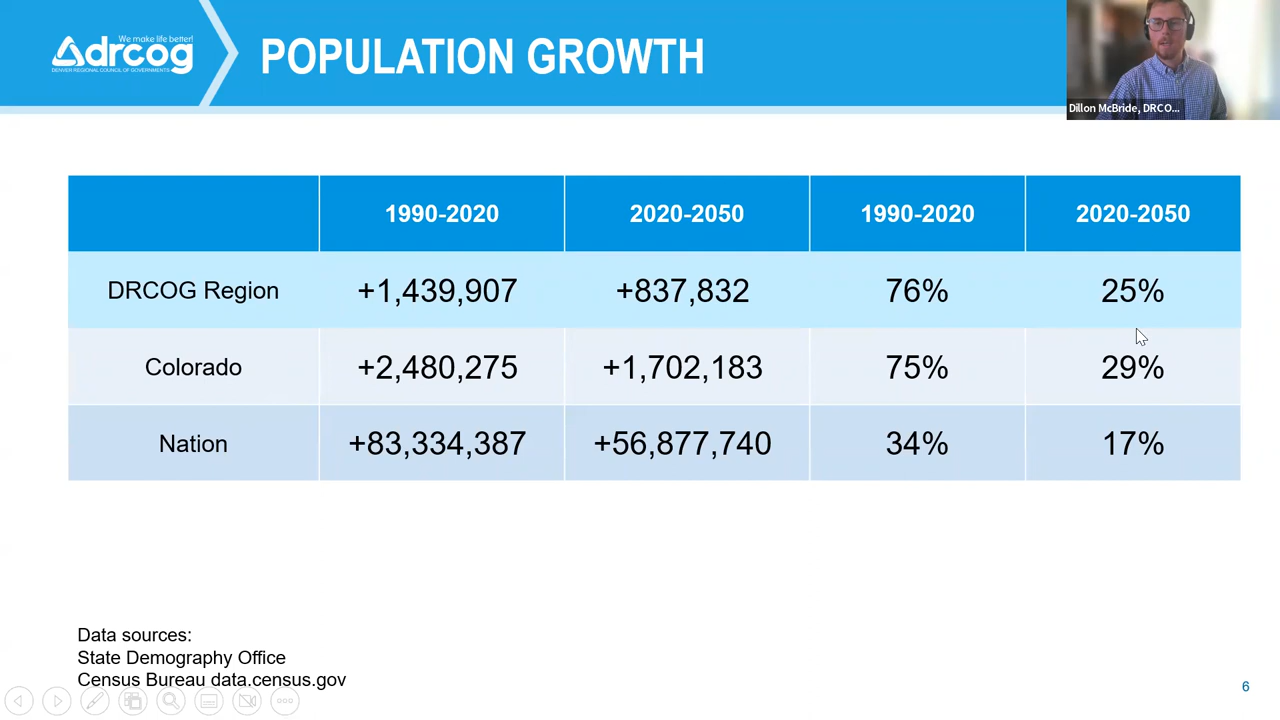 We make life better!
drcog
DENVER REGIONAL COUNCIL OF GOVERNMENTS
POPULATION GROWTH
Dillon McBride, DRCO...
1990-2020 2020-2050 1990-2020 2020-2050
DRCOG Region +1,439,907 +837,832 76% 25%
Colorado +2,480,275 +1,702,183 75% 29%
Nation +83,334,387 +56,877,740 34% 17%
Data sources:
State Demography Office
Census Bureau data.census.gov
6